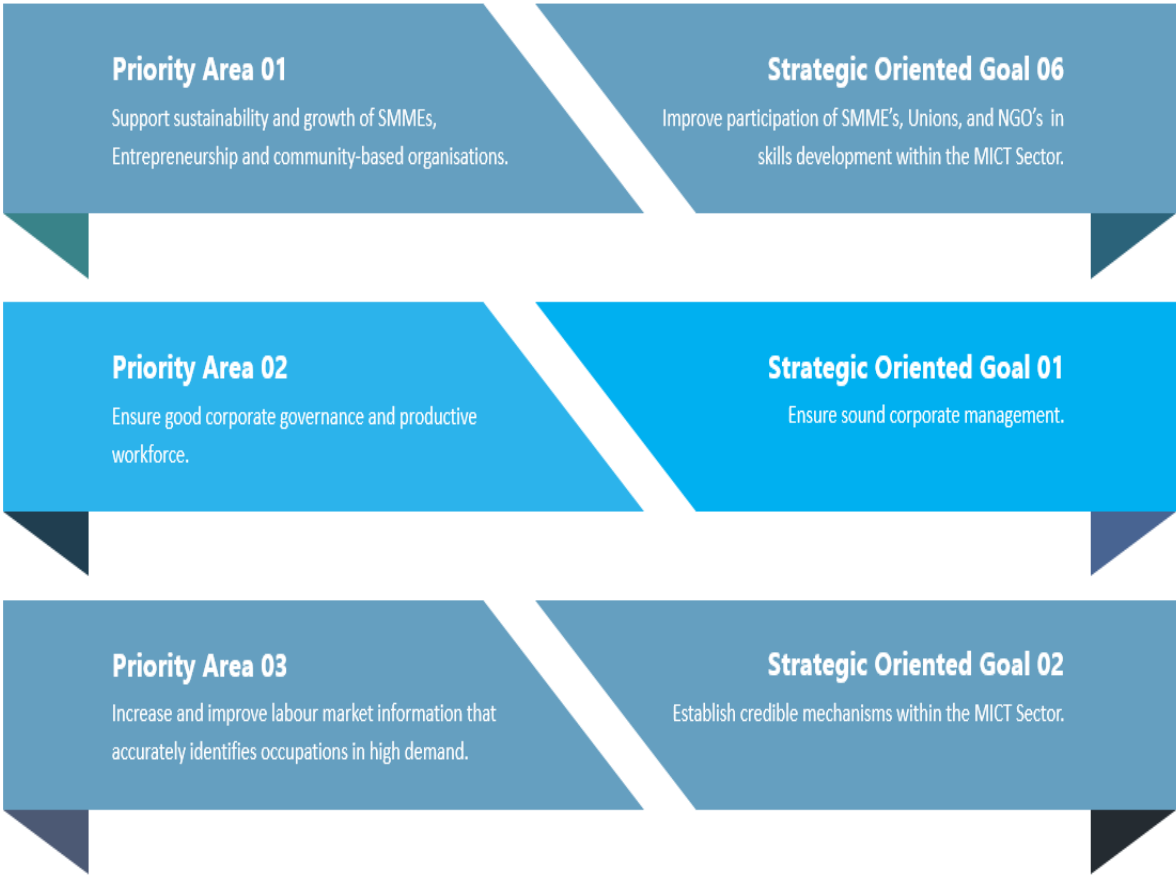 Priority Area 01
Support sustainability and growth of SMMEs,
Entrepreneurship and community-based organisations.
Strategic Oriented Goal 06
Improve participation of SMME's, Unions, and NGO's in
skills development within the MICT Sector.
Priority Area 02
Ensure good corporate governance and productive
workforce.
Strategic Oriented Goal 01
Ensure sound corporate management.
Priority Area 03
Increase and improve labour market information that
accurately identifies occupations in high demand.
Strategic Oriented Goal 02
Establish credible mechanisms within the MICT Sector.